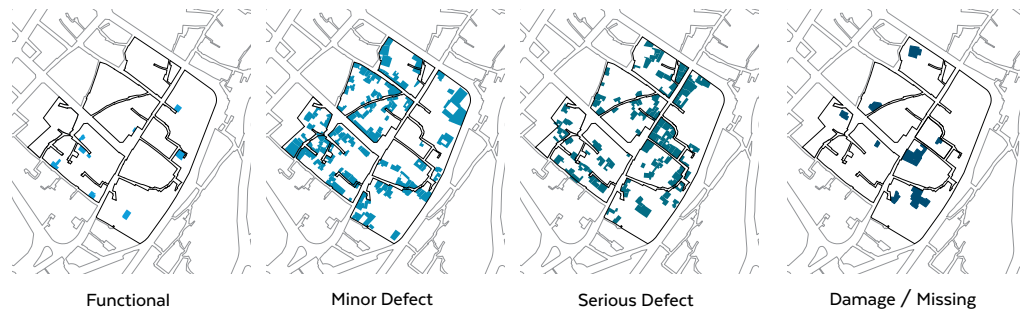 Functional
Minor Defect
Serious Defect
Damage / Missing